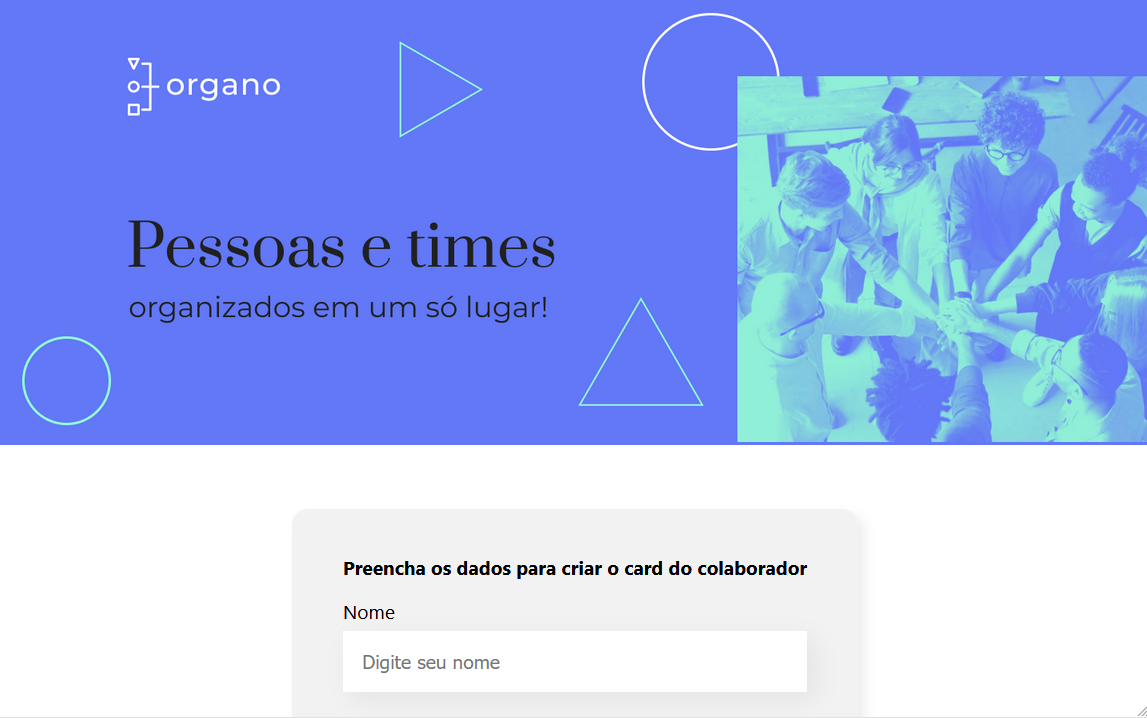 organo
Pessoas e times
organizados em um só lugar!
Preencha os dados para criar o card do colaborador
Nome
Digite seu nome